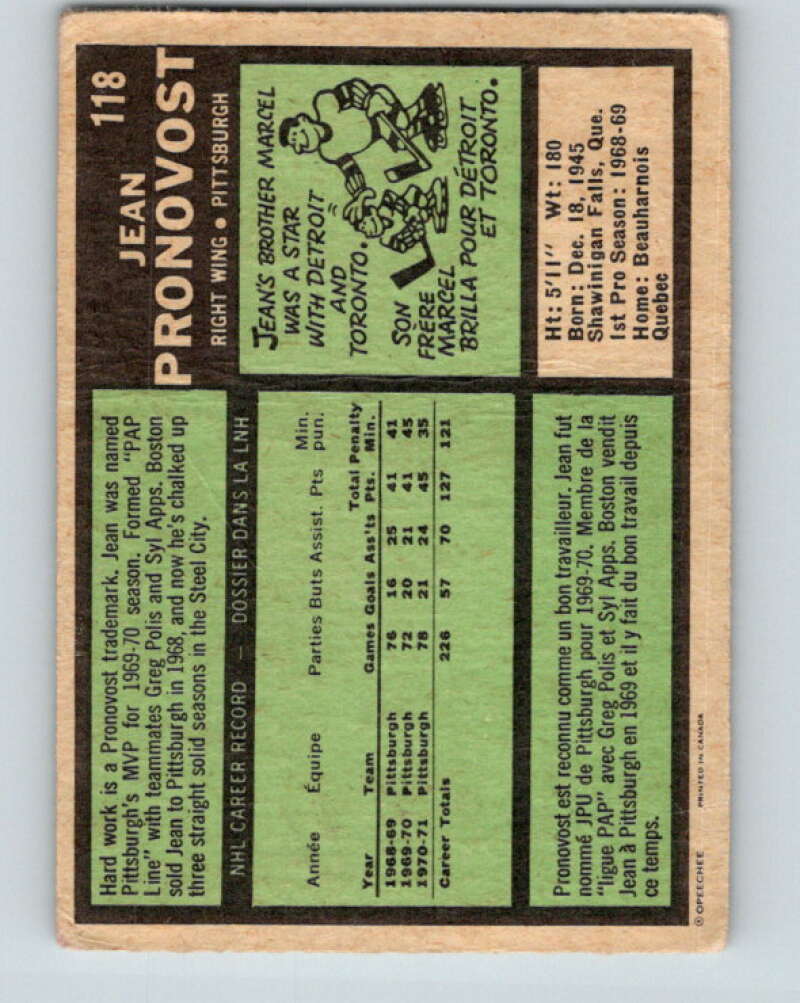 118
JEAN
PRONOVOST
RIGHT WING • PITTSBURGH
Hard work is a Pronovost trademark. Jean was named
Pittsburgh's MVP for 1969-70 season. Formed "PAP
Line" with teammates Greg Polis and Syl Apps. Boston
sold Jean to Pittsburgh in 1968, and now he's chalked up
three straight solid seasons in the Steel City.
JEAN'S BROTHER MARCEL
WAS A STAR
WITH DETROIT
AND
TORONTO.
SON
FRÈRE
MARCEL
BRILLA POUR DÉTROIT
ET TORONTO.
Ht: 5'11" Wt: 180
Born: Dec. 18, 1945
Shawinigan Falls, Que.
1st Pro Season: 1968-69
Home: Beauharnois
Quebec
NHL CAREER RECORD — DOSSIER DANS LA LNH
Année Équipe Parties Buts Assist. Pts Min. pun.
Total Penalty
Year Team Games Goals Ass'ts Pts. Min.
1968-69 Pittsburgh 76 16 25 41 41
1969-70 Pittsburgh 72 20 21 41 45
1970-71 Pittsburgh 78 21 24 45 35
Career Totals 226 57 70 127 121
Pronovost est reconnu comme un bon travailleur. Jean fut
nommé JPU de Pittsburgh pour 1969-70. Membre de la
"ligue PAP" avec Greg Polis et Syl Apps. Boston vendit
Jean à Pittsburgh en 1969 et il y fait du bon travail depuis
ce temps.
© OPEECHEE PRINTED IN CANADA